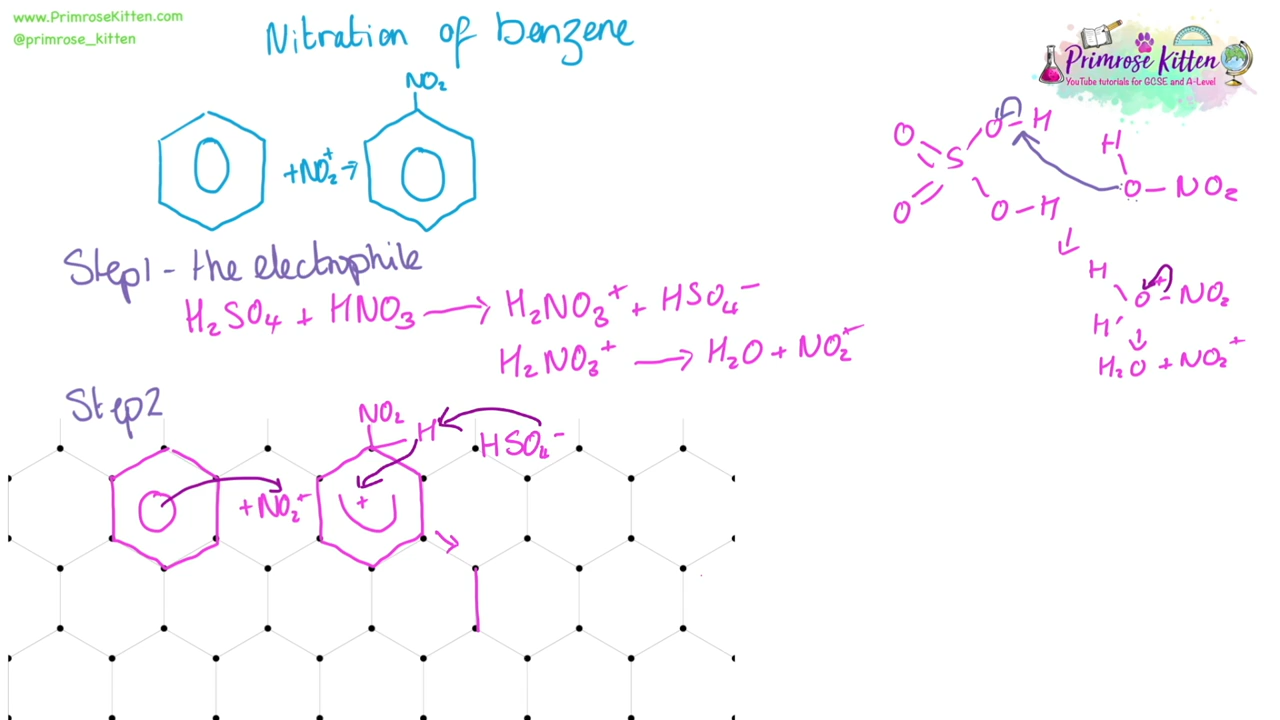 www.PrimroseKitten.com
@primrose_kitten
Nitration of benzene
Primrose Kitten
YouTube tutorials for GCSE and A-Level
NO₂
+NO₂⁺ →
O O–H
S
O O–H
H
O – NO₂
↓
Step1 - the electrophile
H₂SO₄ + HNO₃ → H₂NO₃⁺ + HSO₄⁻
H₂NO₃⁺ → H₂O + NO₂⁺
H
O⁺ – NO₂
H
↓
H₂O + NO₂⁺
Step2
NO₂
H
HSO₄⁻
+NO₂⁺
+